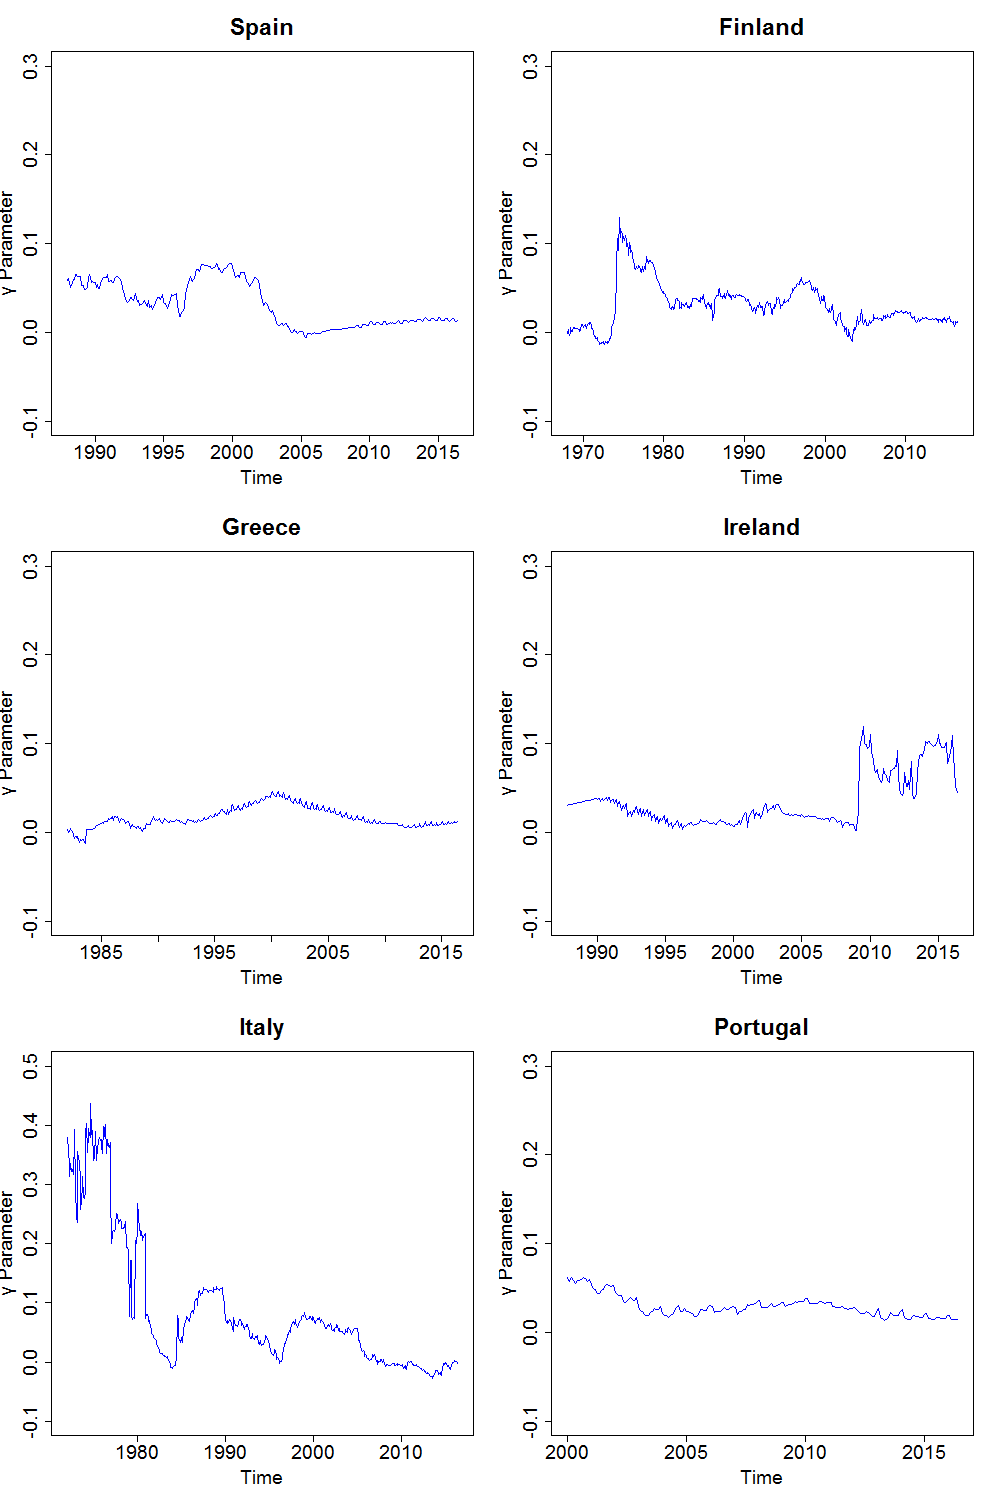 Spain
γ Parameter
0.3
0.2
0.1
0.0
-0.1
1990 1995 2000 2005 2010 2015
Time
Finland
γ Parameter
0.3
0.2
0.1
0.0
-0.1
1970 1980 1990 2000 2010
Time
Greece
γ Parameter
0.3
0.2
0.1
0.0
-0.1
1985 1995 2005 2015
Time
Ireland
γ Parameter
0.3
0.2
0.1
0.0
-0.1
1990 1995 2000 2005 2010 2015
Time
Italy
γ Parameter
0.5
0.4
0.3
0.2
0.1
0.0
-0.1
1980 1990 2000 2010
Time
Portugal
γ Parameter
0.3
0.2
0.1
0.0
-0.1
2000 2005 2010 2015
Time